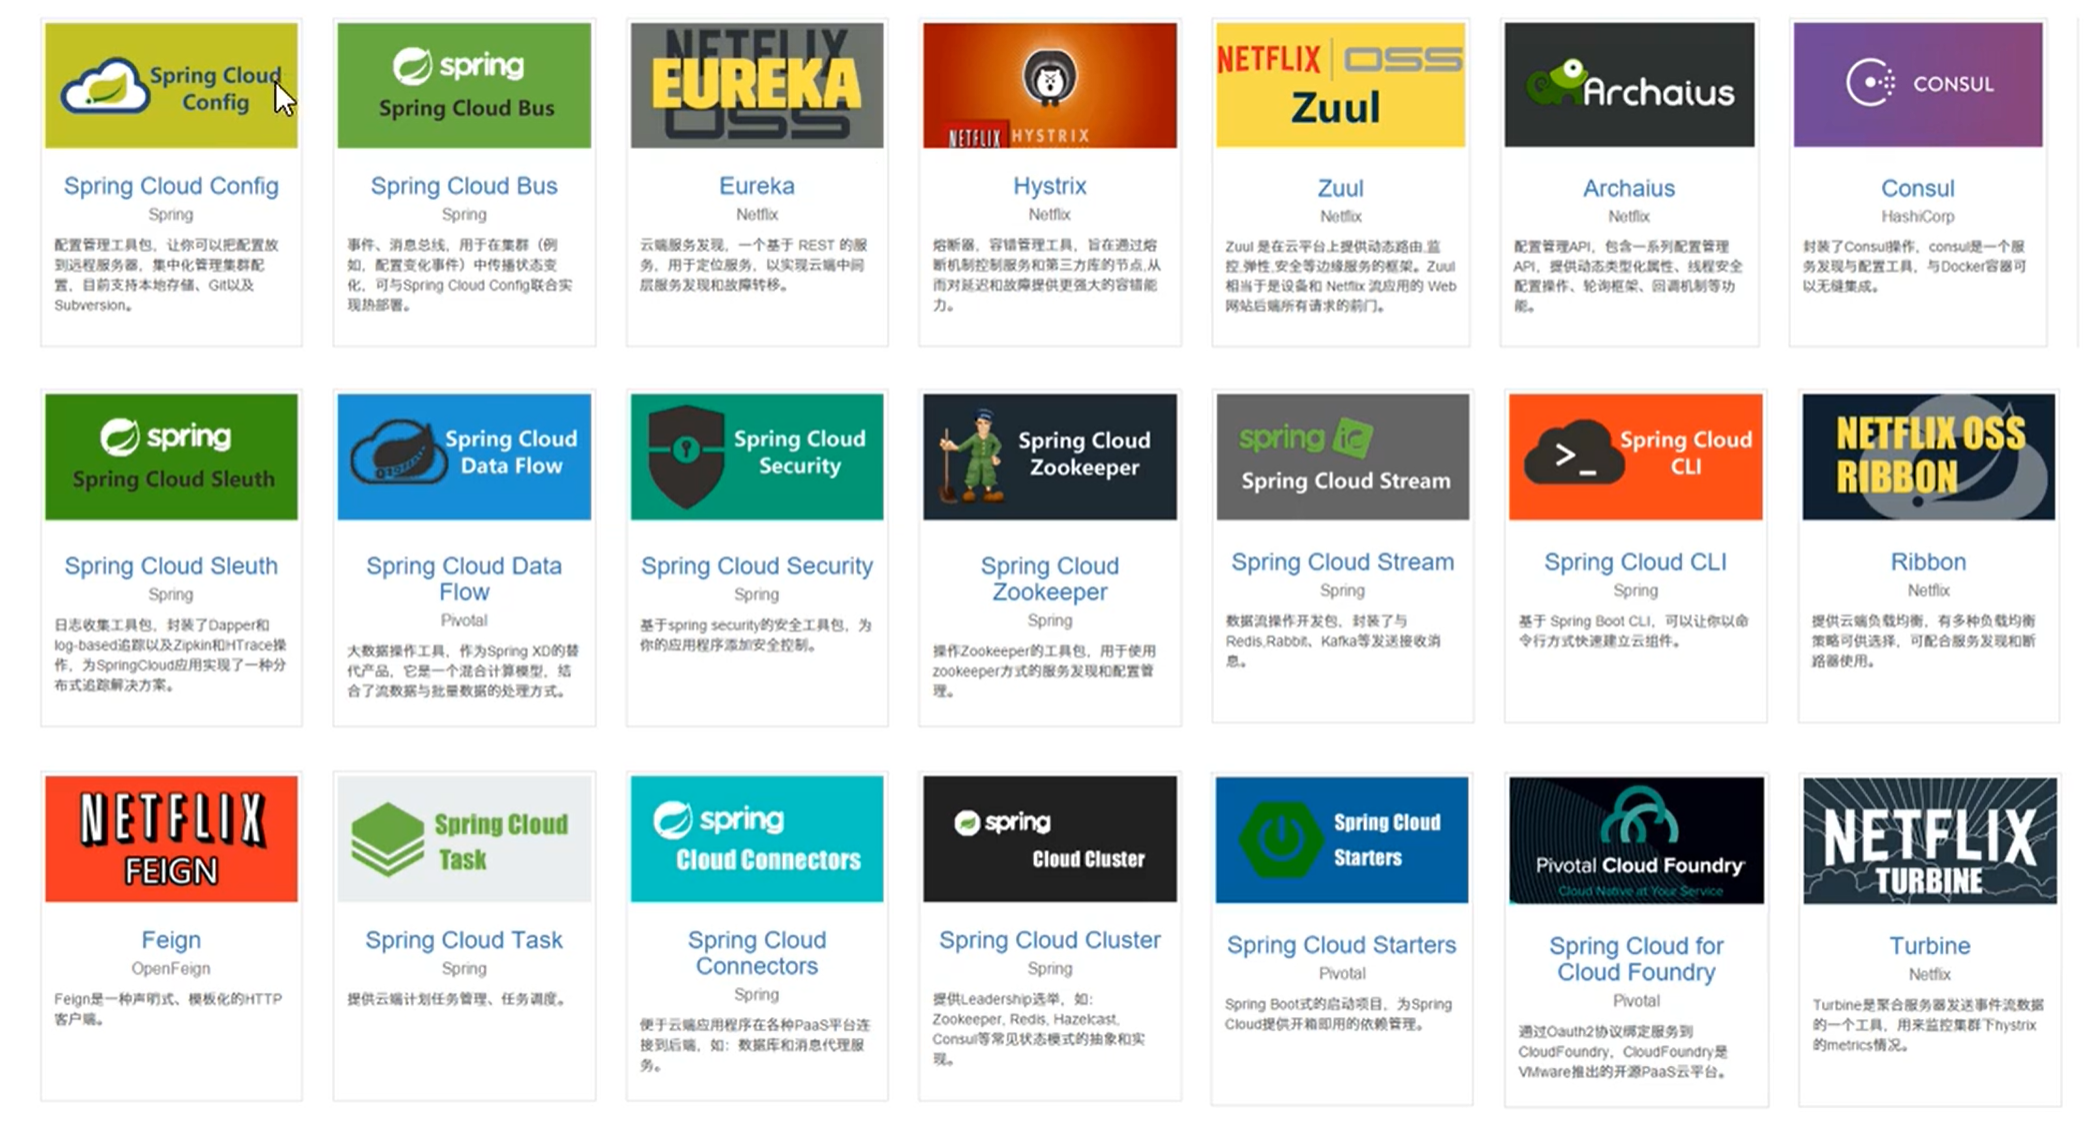 Spring Cloud
Config
Spring Cloud Config
Spring
配置管理工具包，让你可以把配置放
到远程服务器，集中化管理集群配
置，目前支持本地存储、Git以及
Subversion。
spring
Spring Cloud Bus
Spring Cloud Bus
Spring
事件、消息总线，用于在集群（例
如，配置变化事件）中传播状态变
化，可与Spring Cloud Config联合实
现热部署。
NETFLIX
EUREKA
OSS
Eureka
Netflix
云端服务发现，一个基于 REST 的服
务，用于定位服务，以实现云端中间
层服务发现和故障转移。
NETFLIX HYSTRIX
Hystrix
Netflix
熔断器，容错管理工具，旨在通过熔
断机制控制服务和第三方库的节点,从
而对延迟和故障提供更强大的容错能
力。
NETFLIX OSS
Zuul
Zuul
Netflix
Zuul 是在云平台上提供动态路由,监
控,弹性,安全等边缘服务的框架。Zuul
相当于是设备和 Netflix 流应用的 Web
网站后端所有请求的前门。
Archaius
Archaius
Netflix
配置管理API，包含一系列配置管理
API，提供动态类型化属性、线程安全
配置操作、轮询框架、回调机制等功
能。
CONSUL
Consul
HashiCorp
封装了Consul操作，consul是一个服
务发现与配置工具，与Docker容器可
以无缝集成。
spring
Spring Cloud Sleuth
Spring Cloud Sleuth
Spring
日志收集工具包，封装了Dapper和
log-based追踪以及Zipkin和HTrace操
作，为SpringCloud应用实现了一种分
布式追踪解决方案。
Spring Cloud
Data Flow
Spring Cloud Data
Flow
Pivotal
大数据操作工具，作为Spring XD的替
代产品，它是一个混合计算模型，结
合了流数据与批量数据的处理方式。
Spring Cloud
Security
Spring Cloud Security
Spring
基于spring security的安全工具包，为
你的应用程序添加安全控制。
Spring Cloud
Zookeeper
Spring Cloud
Zookeeper
Spring
操作Zookeeper的工具包，用于使用
zookeeper方式的服务发现和配置管
理。
spring
Spring Cloud Stream
Spring Cloud Stream
Spring
数据流操作开发包，封装了与
Redis,Rabbit、Kafka等发送接收消
息。
Spring Cloud
CLI
Spring Cloud CLI
Spring
基于 Spring Boot CLI，可以让你以命
令行方式快速建立云组件。
NETFLIX OSS
RIBBON
Ribbon
Netflix
提供云端负载均衡，有多种负载均衡
策略可供选择，可配合服务发现和断
路器使用。
NETFLIX
FEIGN
Feign
OpenFeign
Feign是一种声明式、模板化的HTTP
客户端。
Spring Cloud
Task
Spring Cloud Task
Spring
提供云端计划任务管理、任务调度。
spring
Cloud Connectors
Spring Cloud
Connectors
Spring
便于云端应用程序在各种PaaS平台连
接到后端，如：数据库和消息代理服
务。
spring
Cloud Cluster
Spring Cloud Cluster
Spring
提供Leadership选举，如：
Zookeeper, Redis, Hazelcast,
Consul等常见状态模式的抽象和实
现。
Spring Cloud
Starters
Spring Cloud Starters
Pivotal
Spring Boot式的启动项目，为Spring
Cloud提供开箱即用的依赖管理。
Pivotal Cloud Foundry
Cloud Native at Your Service
Spring Cloud for
Cloud Foundry
Pivotal
通过Oauth2协议绑定服务到
CloudFoundry，CloudFoundry是
VMware推出的开源PaaS云平台。
NETFLIX
TURBINE
Turbine
Netflix
Turbine是聚合服务器发送事件流数据
的一个工具，用来监控集群下hystrix
的metrics情况。